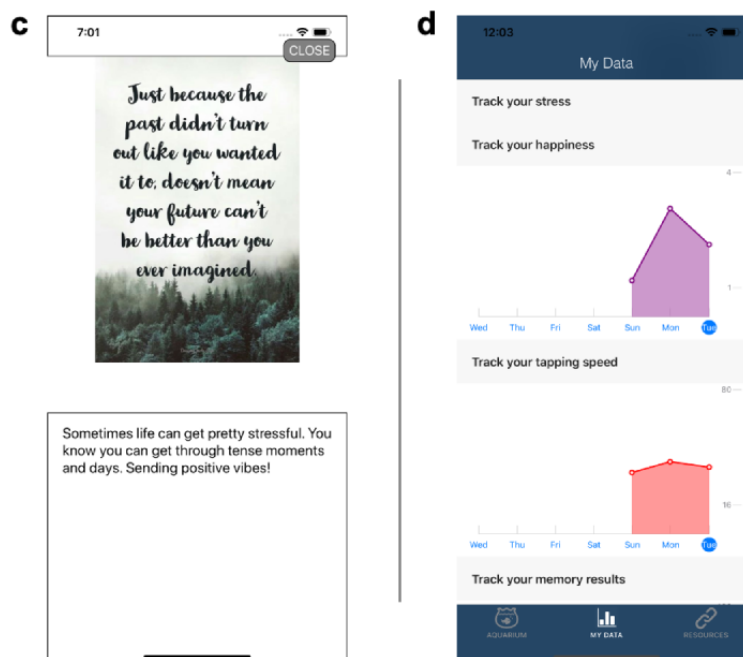 c
7:01
CLOSE
Just because the
past didn't turn
out like you wanted
it to, doesn't mean
your future can't
be better than you
ever imagined.
Sometimes life can get pretty stressful. You
know you can get through tense moments
and days. Sending positive vibes!
d
12:03
My Data
Track your stress
Track your happiness
4
1
Wed Thu Fri Sat Sun Mon Tue
Track your tapping speed
80
16
Wed Thu Fri Sat Sun Mon Tue
Track your memory results
AQUARIUM MY DATA RESOURCES